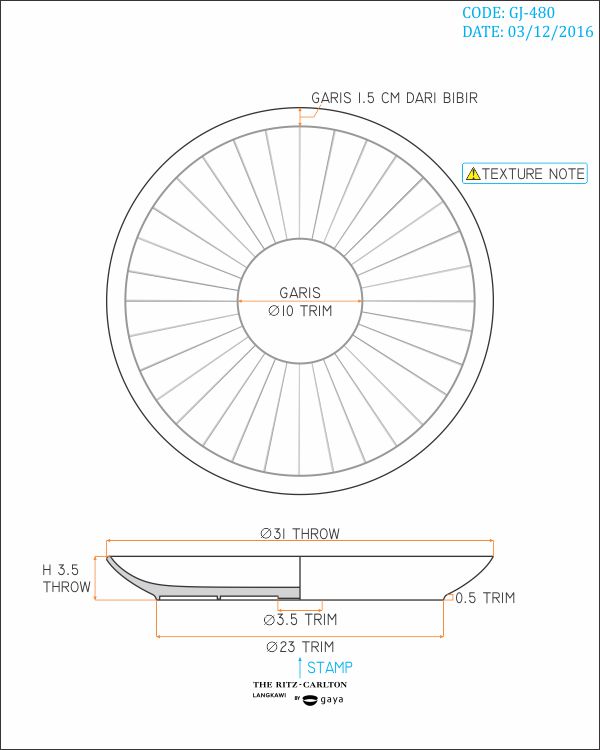 CODE: GJ-480
DATE: 03/12/2016
GARIS 1.5 CM DARI BIBIR
TEXTURE NOTE
GARIS
∅10 TRIM
∅31 THROW
H 3.5
THROW
0.5 TRIM
∅3.5 TRIM
∅23 TRIM
STAMP
THE RITZ-CARLTON
LANGKAWI BY gaya